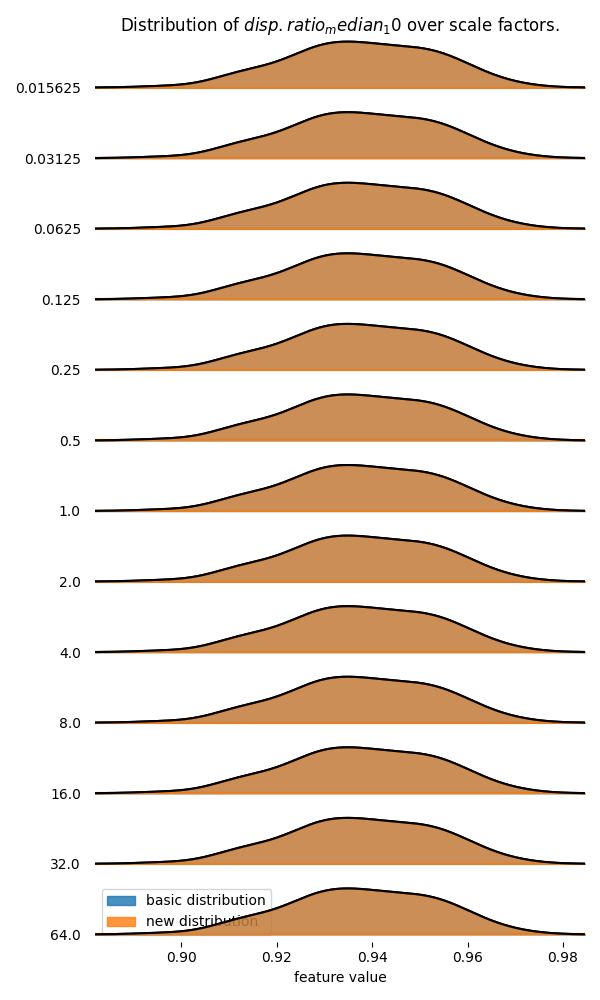 Distribution of disp.ratio_median_10 over scale factors.
0.015625
0.03125
0.0625
0.125
0.25
0.5
1.0
2.0
4.0
8.0
16.0
32.0
basic distribution
new distribution
64.0
0.90 0.92 0.94 0.96 0.98
feature value